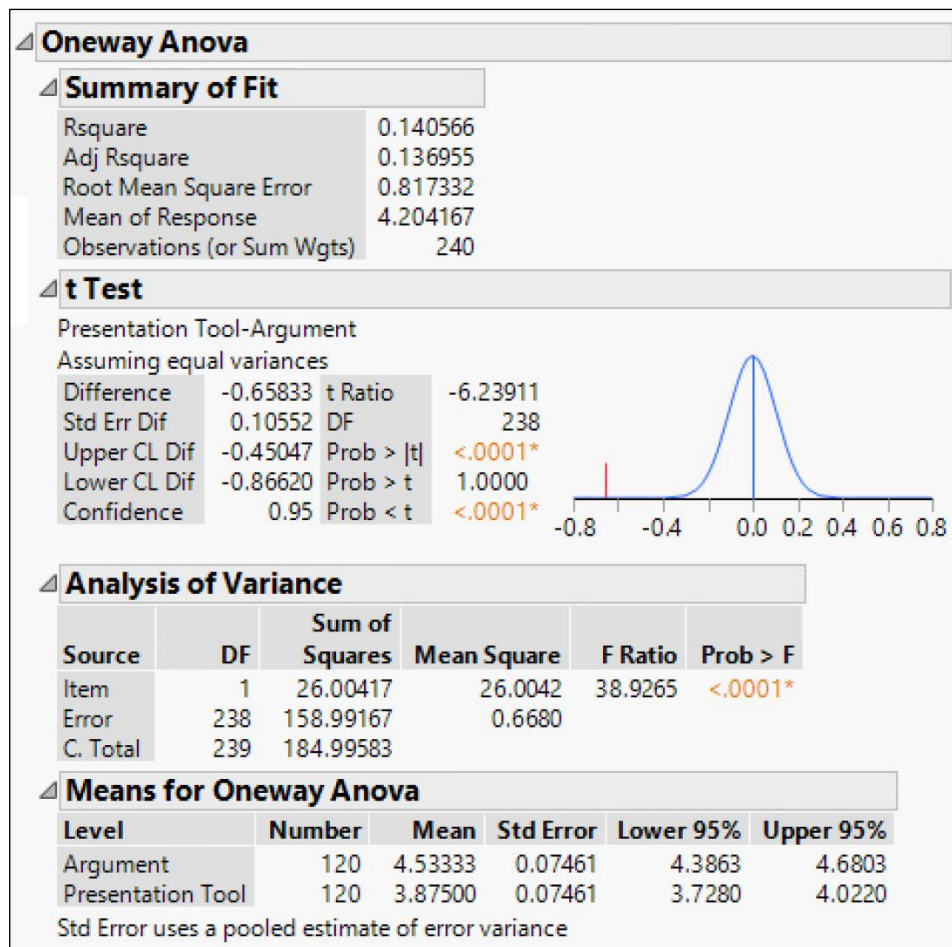 Oneway Anova
Summary of Fit
Rsquare 0.140566
Adj Rsquare 0.136955
Root Mean Square Error 0.817332
Mean of Response 4.204167
Observations (or Sum Wgts) 240
t Test
Presentation Tool-Argument
Assuming equal variances
Difference -0.65833 t Ratio -6.23911
Std Err Dif 0.10552 DF 238
Upper CL Dif -0.45047 Prob > |t| <.0001*
Lower CL Dif -0.86620 Prob > t 1.0000
Confidence 0.95 Prob < t <.0001*
-0.8 -0.4 0.0 0.2 0.4 0.6 0.8
Analysis of Variance
Sum of
Source DF Squares Mean Square F Ratio Prob > F
Item 1 26.00417 26.0042 38.9265 <.0001*
Error 238 158.99167 0.6680
C. Total 239 184.99583
Means for Oneway Anova
Level Number Mean Std Error Lower 95% Upper 95%
Argument 120 4.53333 0.07461 4.3863 4.6803
Presentation Tool 120 3.87500 0.07461 3.7280 4.0220
Std Error uses a pooled estimate of error variance